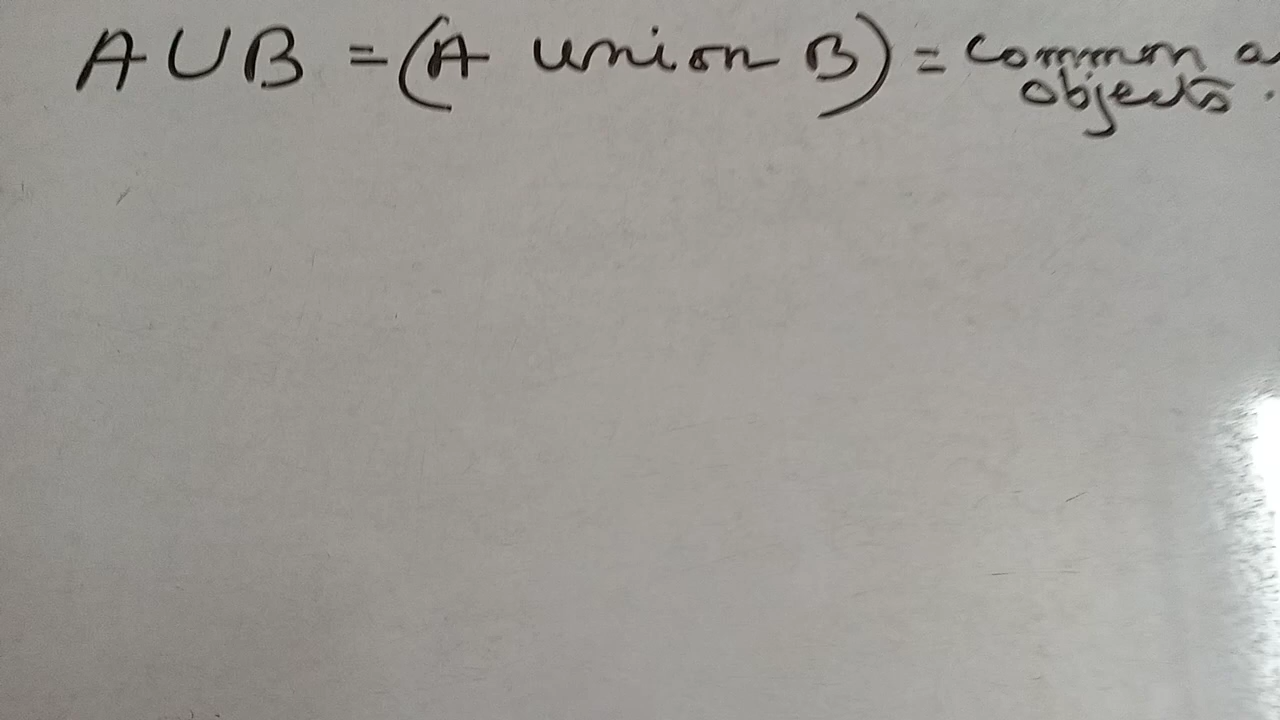 A ∪ B = (A union B) = common
objects.